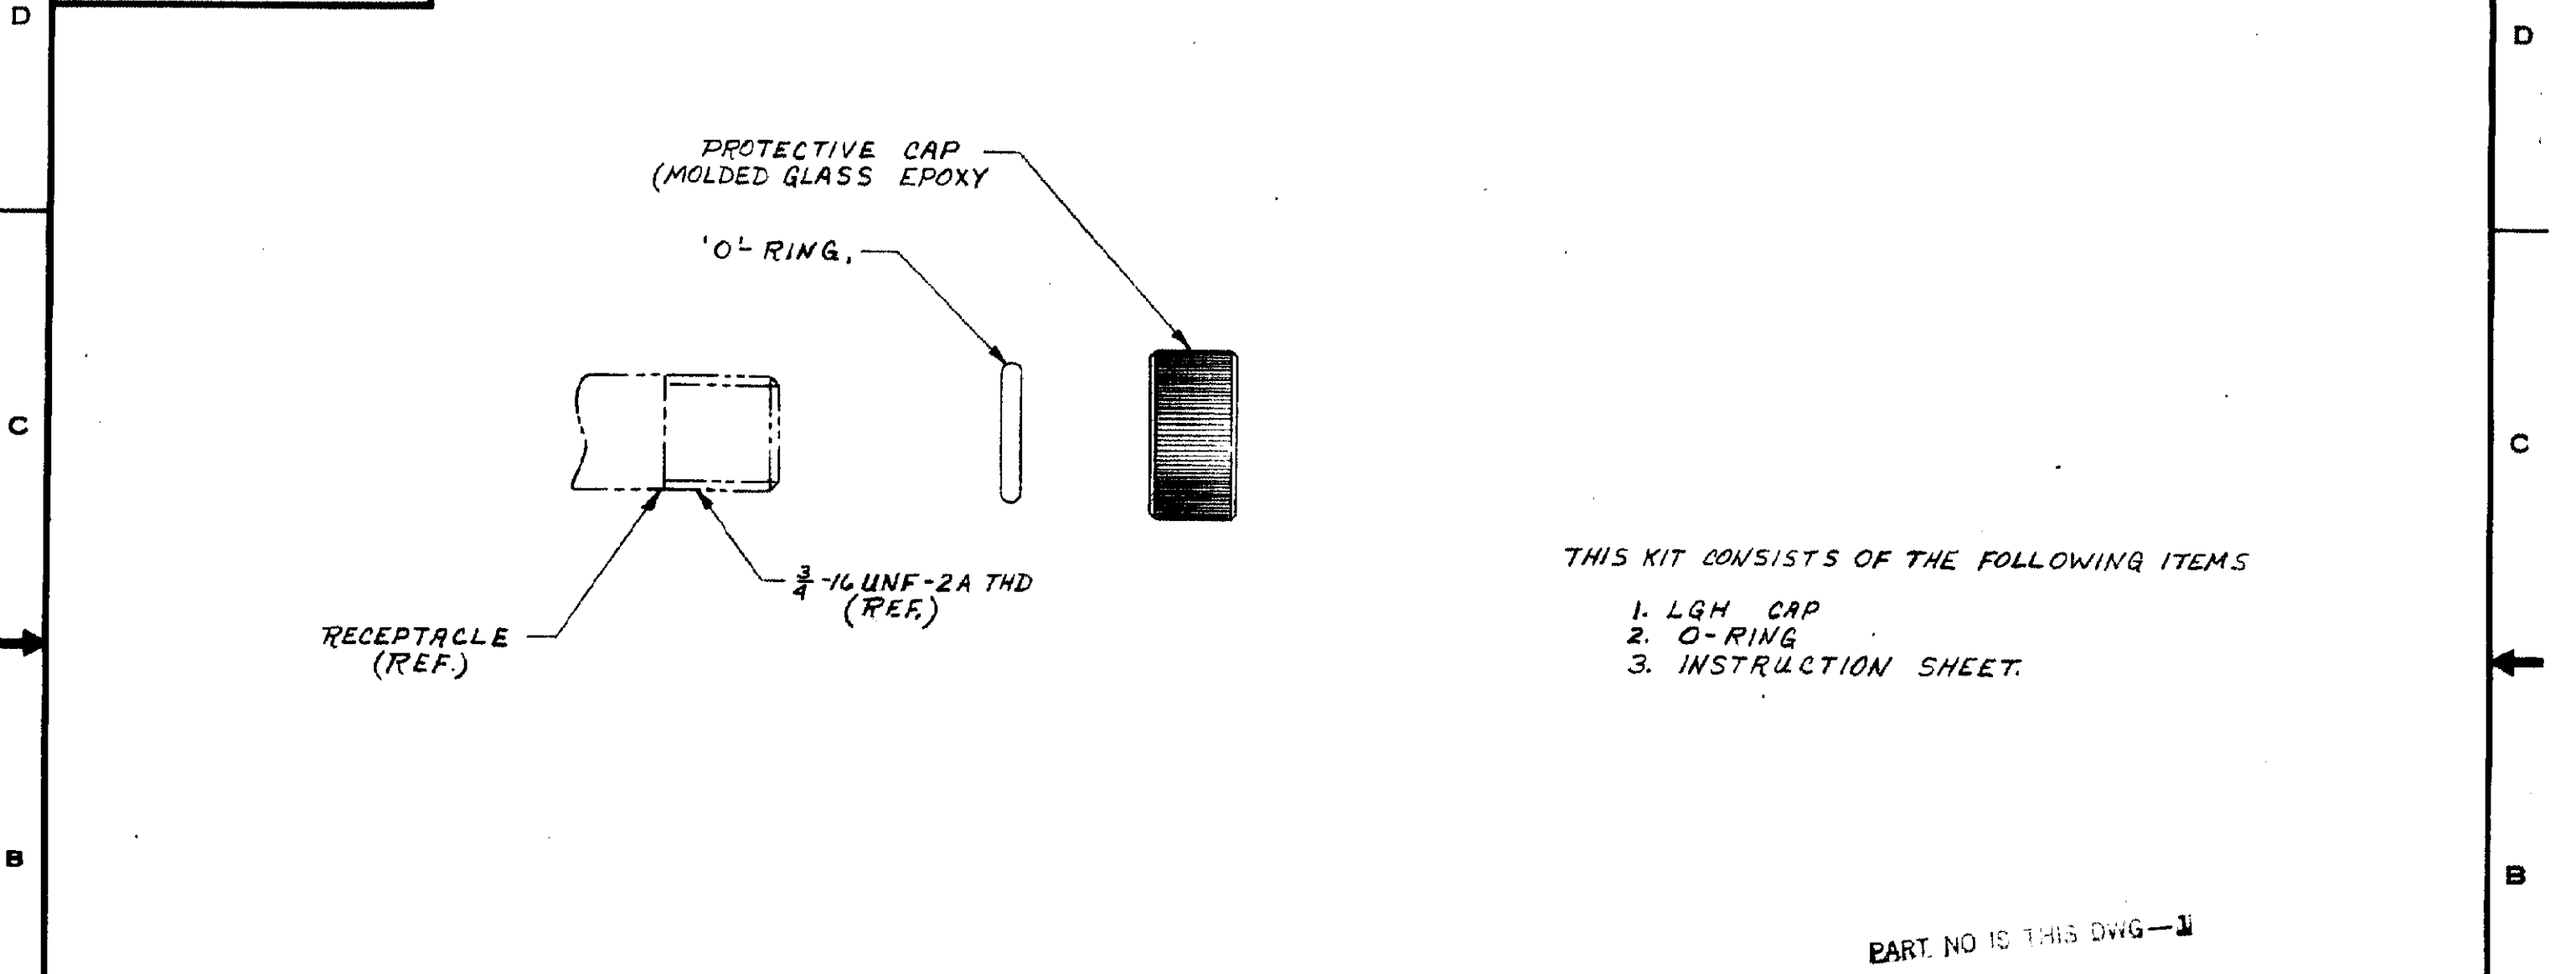 D
D
PROTECTIVE CAP
(MOLDED GLASS EPOXY
'O'- RING,
C
C
3/4 -16 UNF-2A THD
(REF.)
RECEPTACLE
(REF.)
THIS KIT CONSISTS OF THE FOLLOWING ITEMS
1. LGH CAP
2. O-RING
3. INSTRUCTION SHEET.
B
B
PART NO IS THIS DWG—1